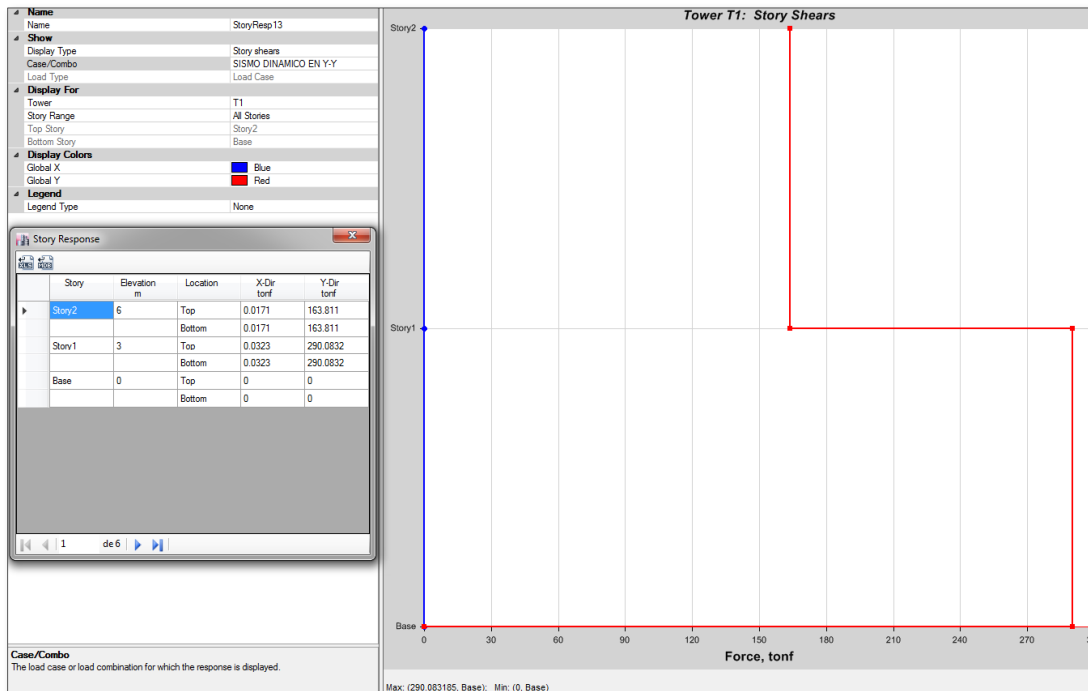 Name
Name StoryResp13
Show
Display Type Story shears
Case/Combo SISMO DINAMICO EN Y-Y
Load Type Load Case
Display For
Tower T1
Story Range All Stories
Top Story Story2
Bottom Story Base
Display Colors
Global X Blue
Global Y Red
Legend
Legend Type None
Story Response
Story Elevation Location X-Dir Y-Dir
m tonf tonf
Story2 6 Top 0.0171 163.811
Bottom 0.0171 163.811
Story1 3 Top 0.0323 290.0832
Bottom 0.0323 290.0832
Base 0 Top 0 0
Bottom 0 0
1 de 6
Case/Combo
The load case or load combination for which the response is displayed.
Tower T1: Story Shears
Story2
Story1
Base
0 30 60 90 120 150 180 210 240 270
Force, tonf
Max: (290.083185, Base); Min: (0, Base)